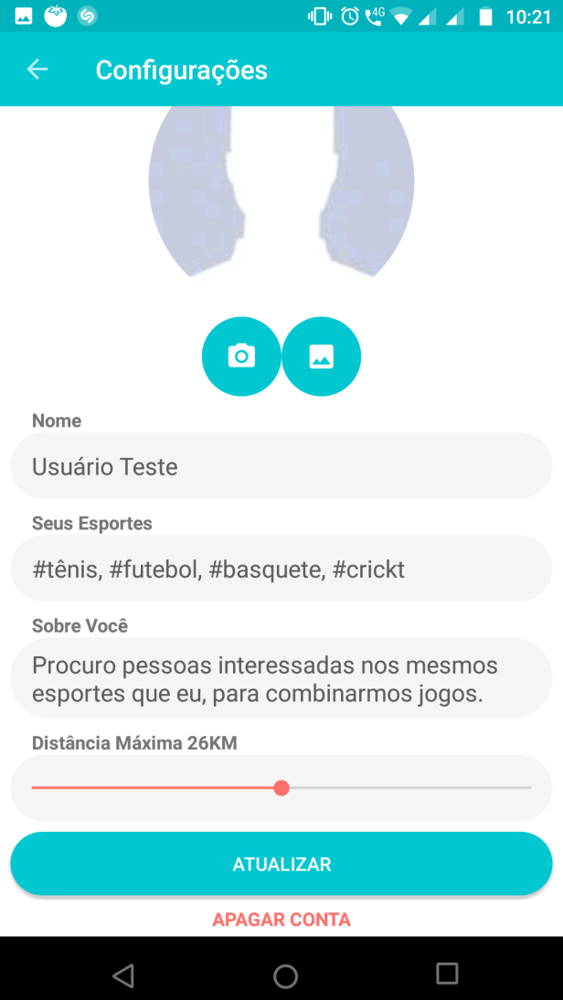 4G
10:21
Configurações
Nome
Usuário Teste
Seus Esportes
#tênis, #futebol, #basquete, #crickt
Sobre Você
Procuro pessoas interessadas nos mesmos
esportes que eu, para combinarmos jogos.
Distância Máxima 26KM
ATUALIZAR
APAGAR CONTA